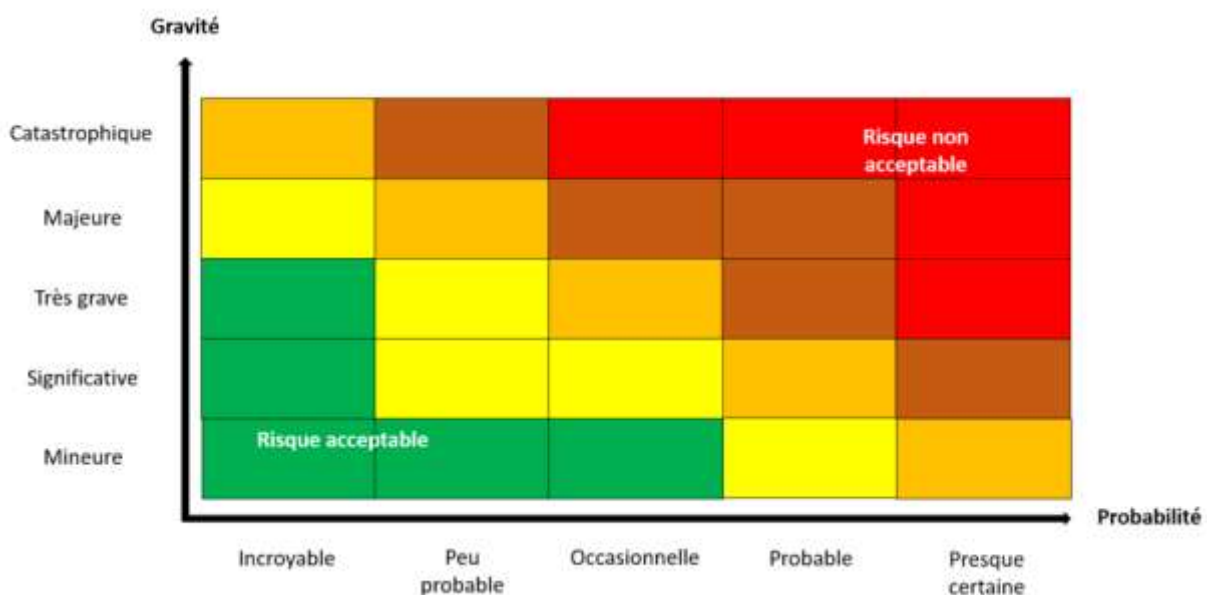 Gravité
Catastrophique
Risque non
acceptable
Majeure
Très grave
Significative
Risque acceptable
Mineure
Probabilité
Incroyable
Peu
probable
Occasionnelle
Probable
Presque
certaine